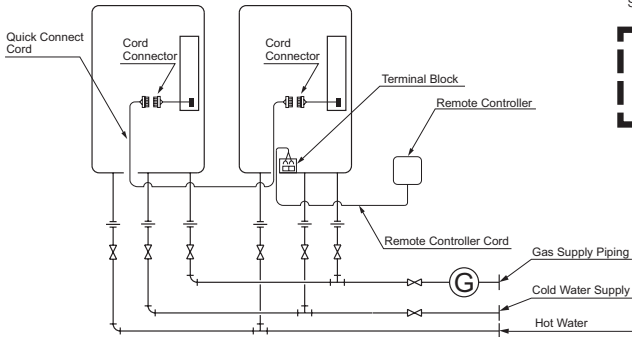 Quick Connect
Cord
Cord
Connector
Cord
Connector
Terminal Block
Remote Controller
Remote Controller Cord
Gas Supply Piping
G
Cold Water Supply
Hot Water